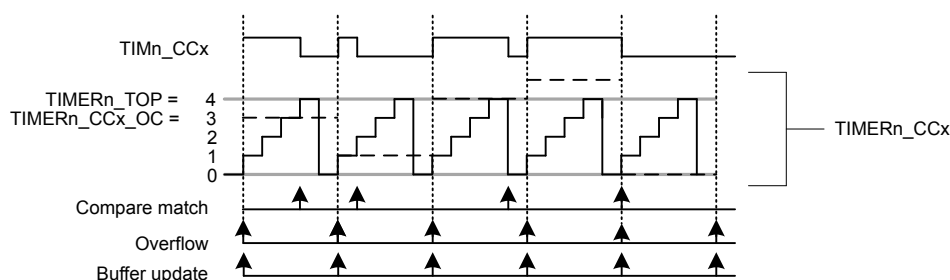 TIMn_CCx
TIMERn_TOP = 4
TIMERn_CCx_OC = 3
2
1
0
TIMERn_CCx
Compare match
Overflow
Buffer update